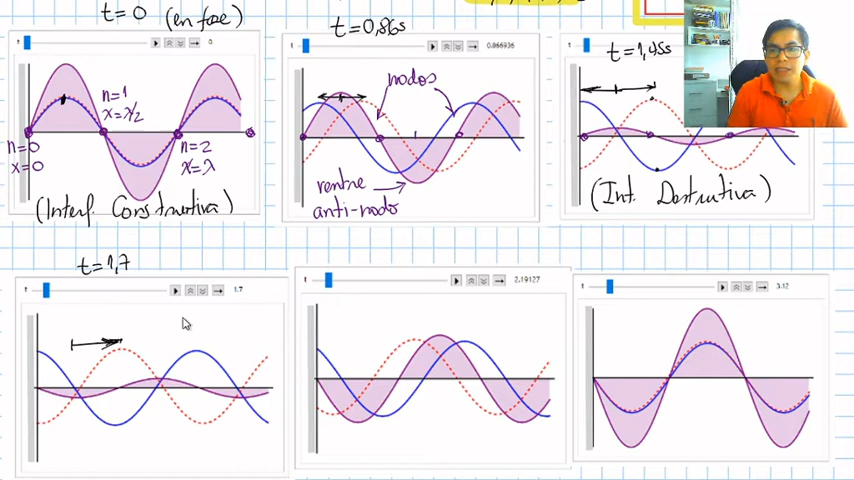 t=0 (en fase)
t=0,86s
t=1,45s
t
0
t
0.866936
t
n=1
x=λ/2
n=0
x=0
n=2
x=λ
nodos
vientre
anti-nodo
(Interf. Constructiva)
(Int. Destructiva)
t=1,7
t
1.7
t
2.19127
t
3.12